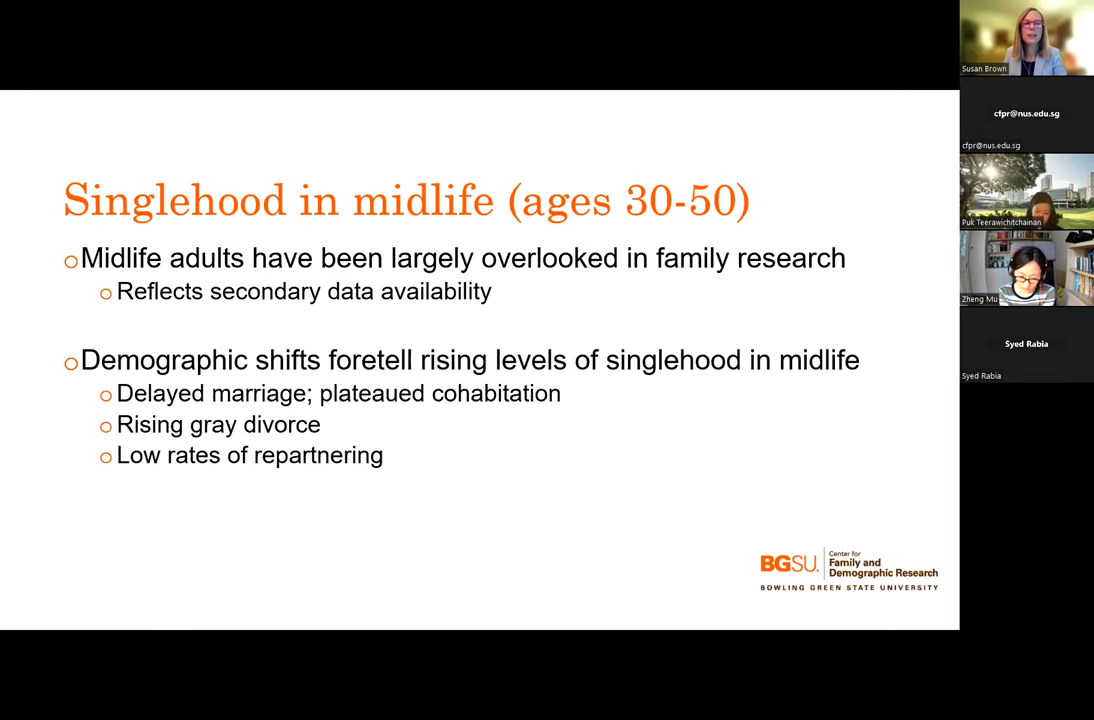 Singlehood in midlife (ages 30-50)
Midlife adults have been largely overlooked in family research
Reflects secondary data availability
Demographic shifts foretell rising levels of singlehood in midlife
Delayed marriage; plateaued cohabitation
Rising gray divorce
Low rates of repartnering
BGSU.
Center for
Family and
Demographic Research
BOWLING GREEN STATE UNIVERSITY
Susan Brown
cfpr@nus.edu.sg
cfpr@nus.edu.sg
Puk Teerawichitchainan
Zheng Mu
Syed Rabia
Syed Rabia